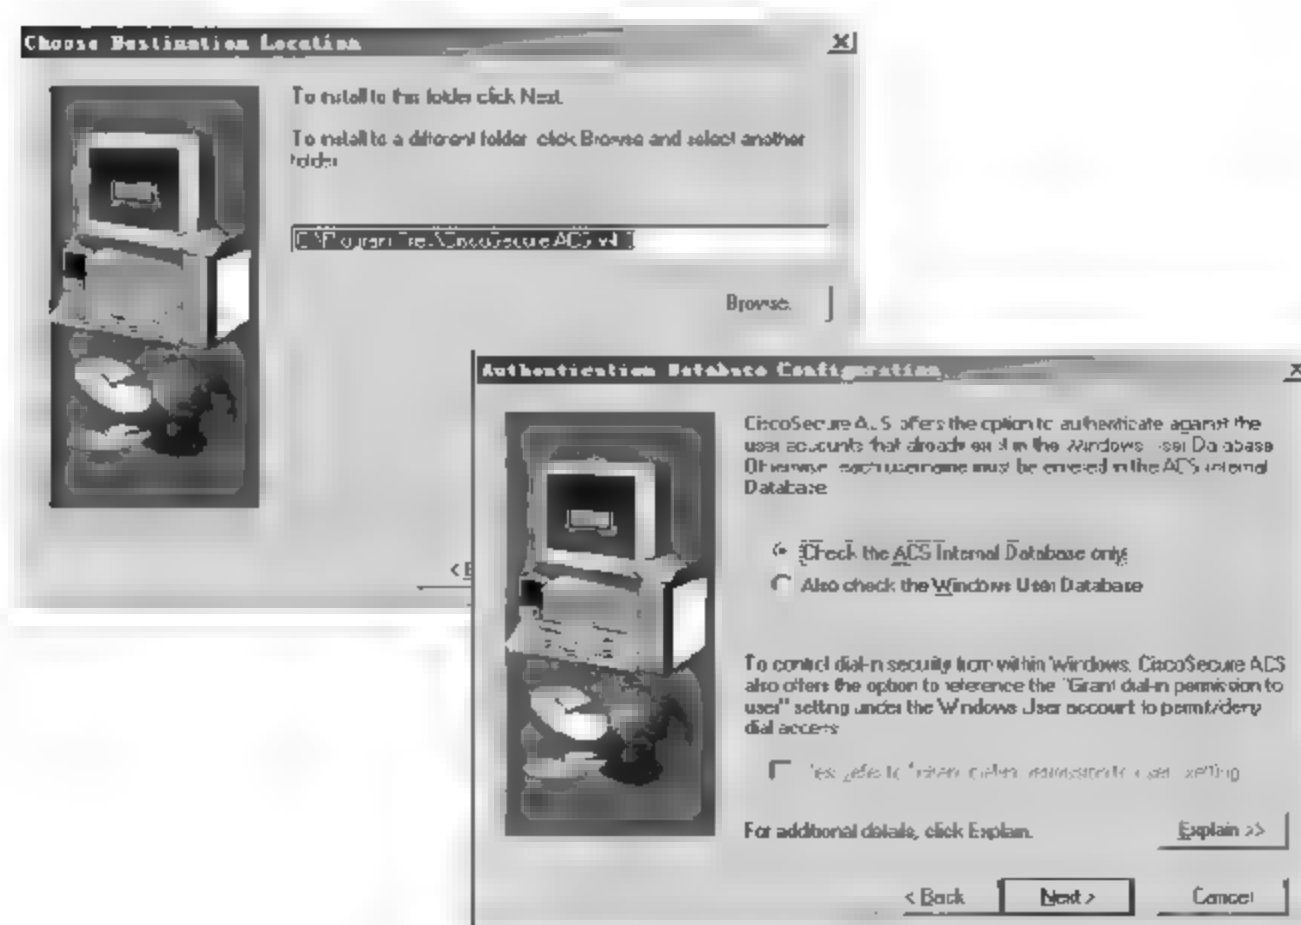 Choose Destination Location
To install to this folder click Next
To install to a different folder click Browse and select another
folder
CiscoSecure ACS
Browse.
Authentication Database Configuration
CiscoSecure ACS offers the option to authenticate against the
user accounts that already exist in the Windows User Database
Otherwise each username must be entered in the ACS Internal
Database
Check the ACS Internal Database only
Also check the Windows User Database
To control dial-in security from within Windows, CiscoSecure ACS
also offers the option to reference the "Grant dial-in permission to
user" setting under the Windows User account to permit/deny
dial access
setting
For additional details, click Explain.
Explain >>
< Back
Next >
Cancel